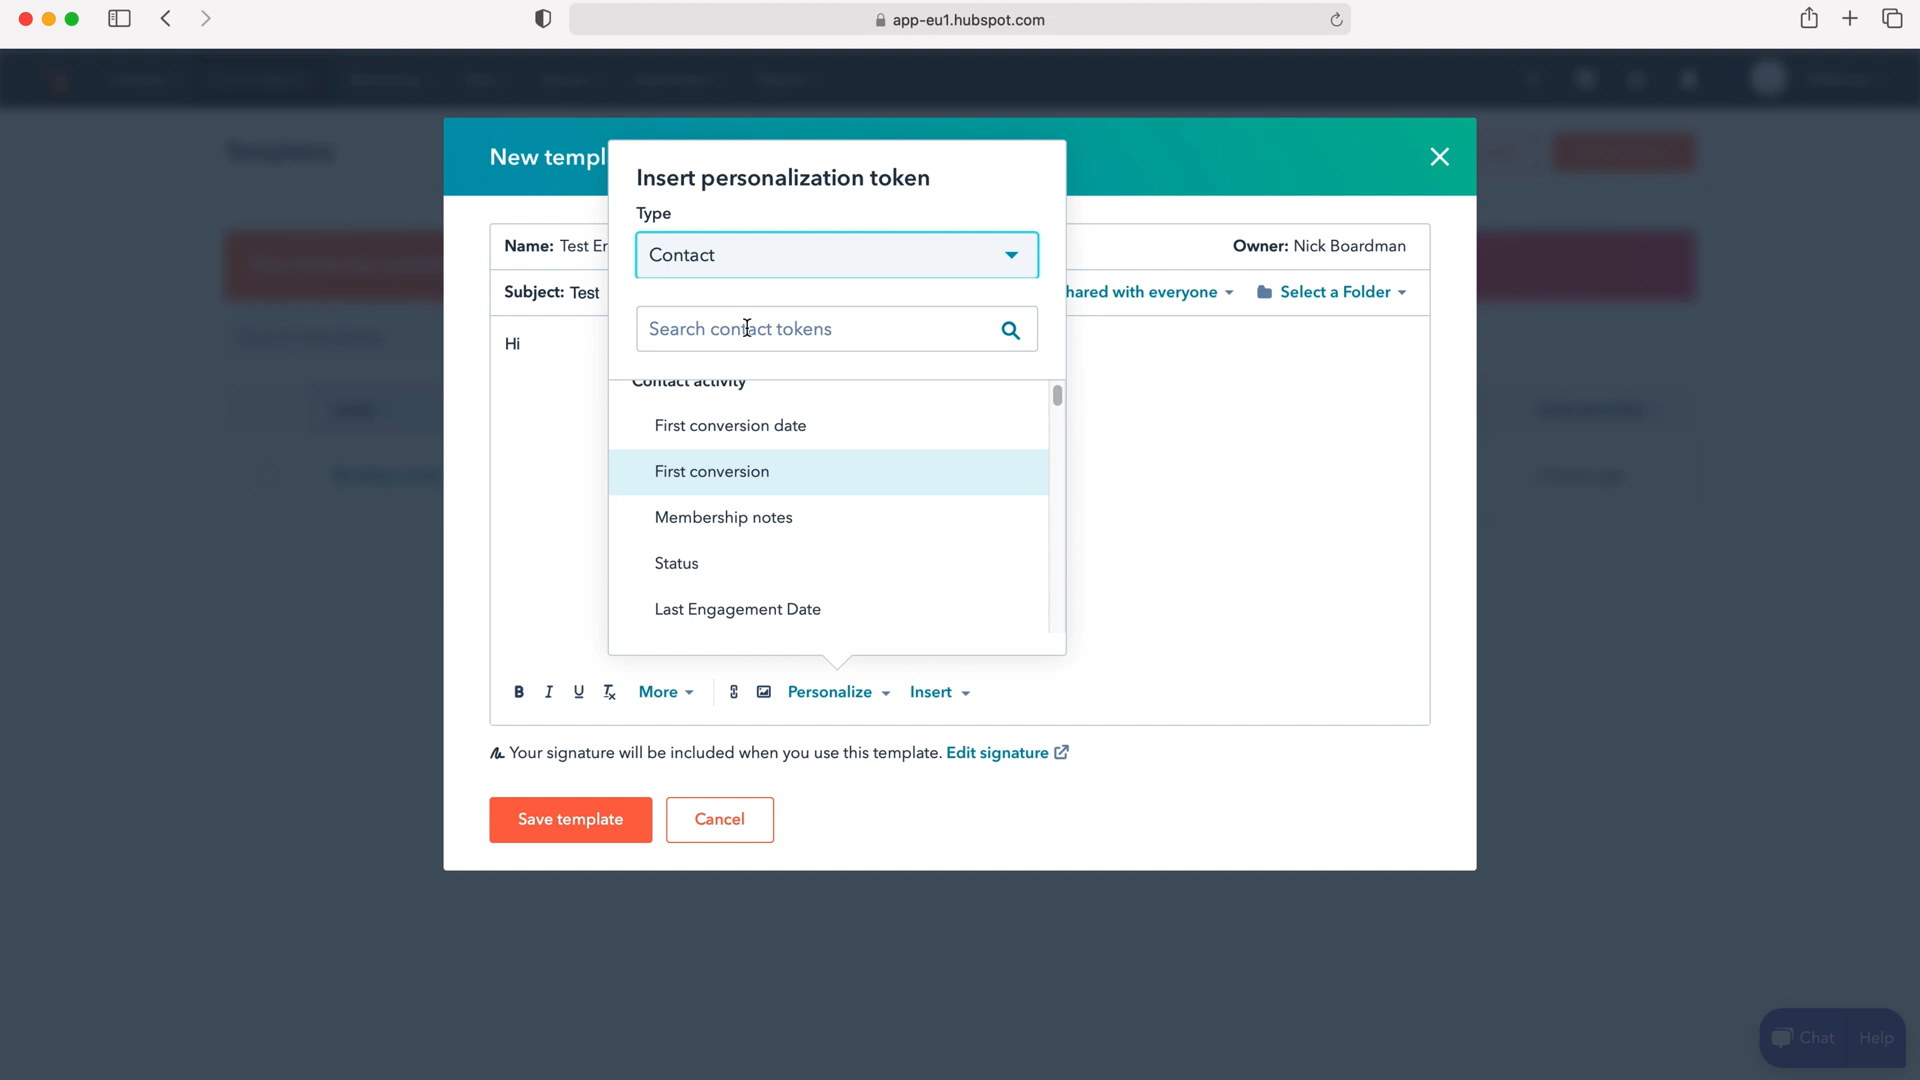 app-eu1.hubspot.com
New templ
Insert personalization token
Type
Contact
Name: Test Er
Owner: Nick Boardman
Subject: Test
hared with everyone
Select a Folder
Search contact tokens
Hi
Contact activity
First conversion date
First conversion
Membership notes
Status
Last Engagement Date
B I U Tx More Personalize Insert
Your signature will be included when you use this template. Edit signature
Save template Cancel
Chat Help